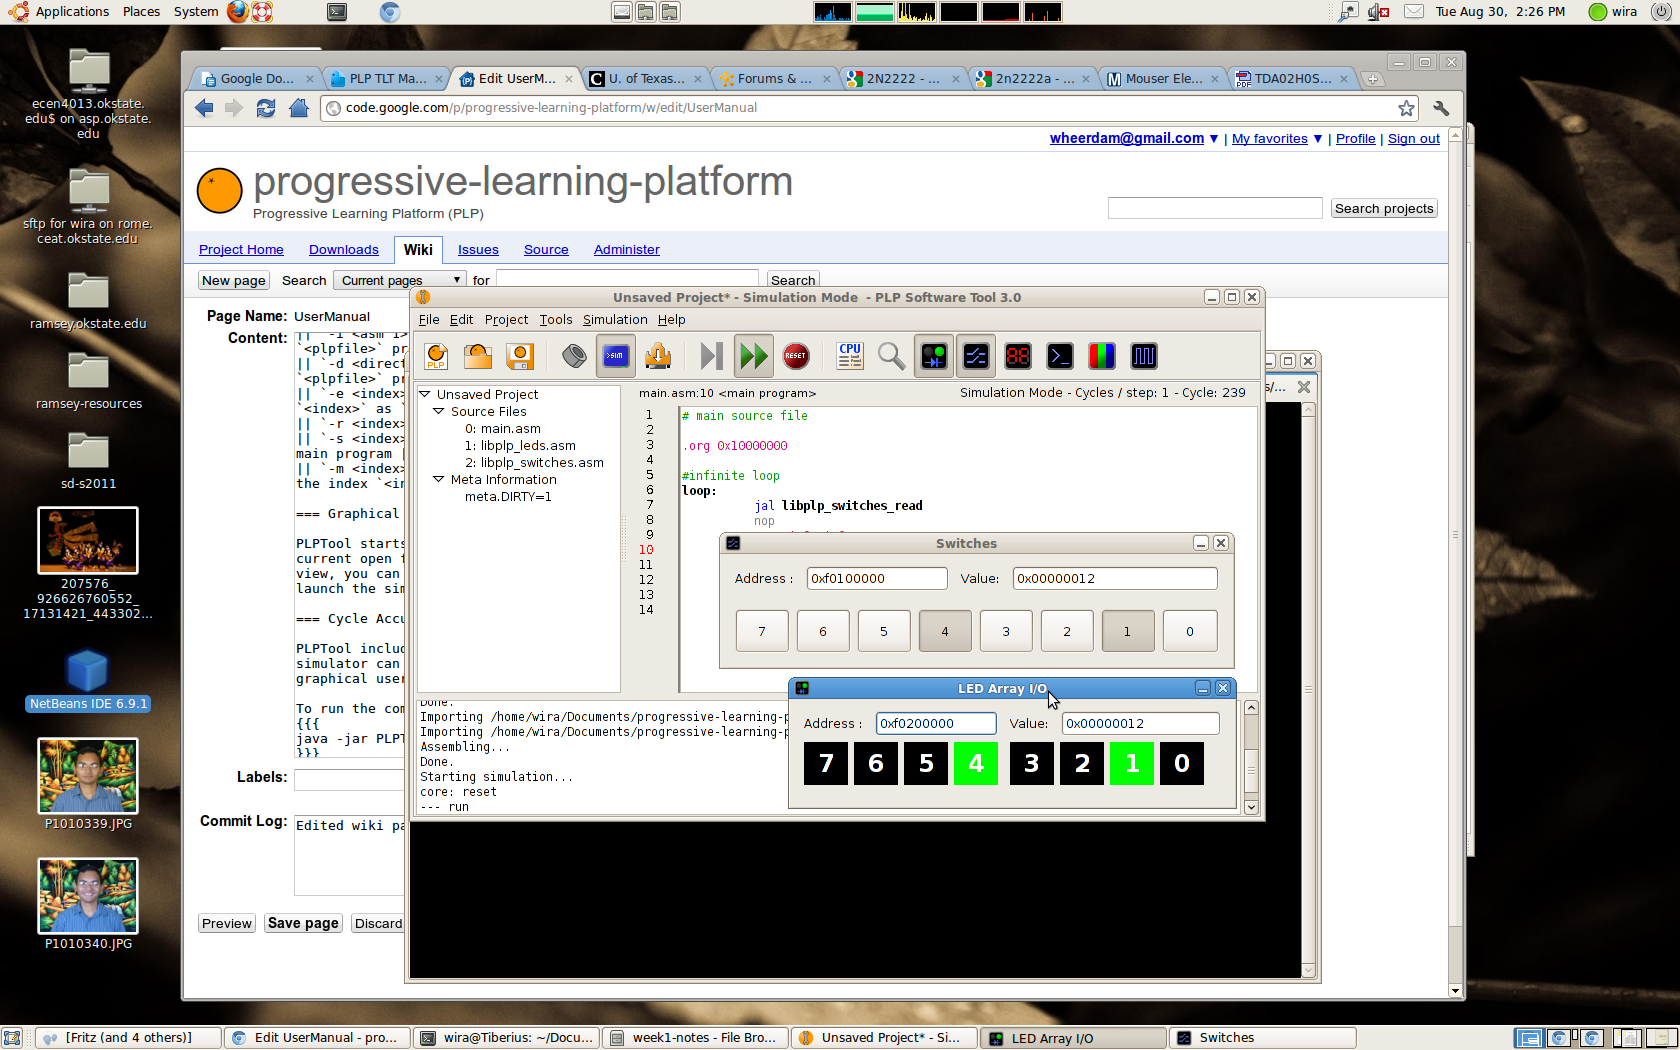 Applications Places System
Tue Aug 30, 2:26 PM wira
ecen4013.okstate.
edu$ on asp.okstate.
edu
sftp for wira on rome.
ceat.okstate.edu
ramsey.okstate.edu
ramsey-resources
sd-s2011
207576_
926626760552_
17131421_443302...
NetBeans IDE 6.9.1
P1010339.JPG
P1010340.JPG
Google Do... PLP TLT Ma... Edit UserM... U. of Texas... Forums & ... 2N2222 - ... 2n2222a - ... Mouser Ele... TDA02H0S...
code.google.com/p/progressive-learning-platform/w/edit/UserManual
wheerdam@gmail.com ▼ | My favorites ▼ | Profile | Sign out
progressive-learning-platform
Progressive Learning Platform (PLP)
Search projects
Project Home Downloads Wiki Issues Source Administer
New page Search Current pages for Search
Page Name: UserManual
Content:
|| `-i <asm 1>
`<plpfile>` pr
|| `-d <direct
`<plpfile>` pr
|| `-e <index>
`<index>` as `
|| `-r <index>
|| `-s <index>
main program |
|| `-m <index>
the index `<in
=== Graphical
PLPTool starts
current open f
view, you can
launch the sim
=== Cycle Accu
PLPTool includ
simulator can
graphical user
To run the com
{{{
java -jar PLPT
}}}
Labels:
Commit Log: Edited wiki pa
Preview Save page Discard
Unsaved Project* - Simulation Mode - PLP Software Tool 3.0
File Edit Project Tools Simulation Help
PLP >SIM RESET CPU
Unsaved Project
Source Files
0: main.asm
1: libplp_leds.asm
2: libplp_switches.asm
Meta Information
meta.DIRTY=1
main.asm:10 <main program> Simulation Mode - Cycles / step: 1 - Cycle: 239
1 # main source file
2
3 .org 0x10000000
4
5 #infinite loop
6 loop:
7 jal libplp_switches_read
8 nop
9
10
11
12
13
14
Switches
Address : 0xf0100000 Value: 0x00000012
7 6 5 4 3 2 1 0
LED Array I/O
Address : 0xf0200000 Value: 0x00000012
7 6 5 4 3 2 1 0
Done.
Importing /home/wira/Documents/progressive-learning-p
Importing /home/wira/Documents/progressive-learning-p
Assembling...
Done.
Starting simulation...
core: reset
--- run
s/...
[Fritz (and 4 others)] Edit UserManual - pro... wira@Tiberius: ~/Docu... week1-notes - File Bro... Unsaved Project* - Si... LED Array I/O Switches